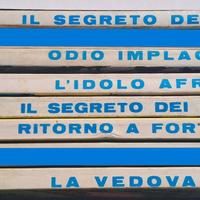 IL SEGRETO DE
ODIO IMPLAC
L'IDOLO AFR
IL SEGRETO DEI
RITORNO A FORT
LA VEDOVA